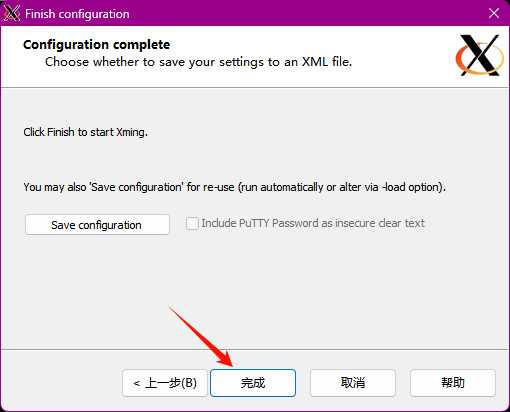 Finish configuration
Configuration complete
Choose whether to save your settings to an XML file.
Click Finish to start Xming.
You may also 'Save configuration' for re-use (run automatically or alter via -load option).
Save configuration
Include PuTTY Password as insecure clear text
< 上一步(B)
完成
取消
帮助